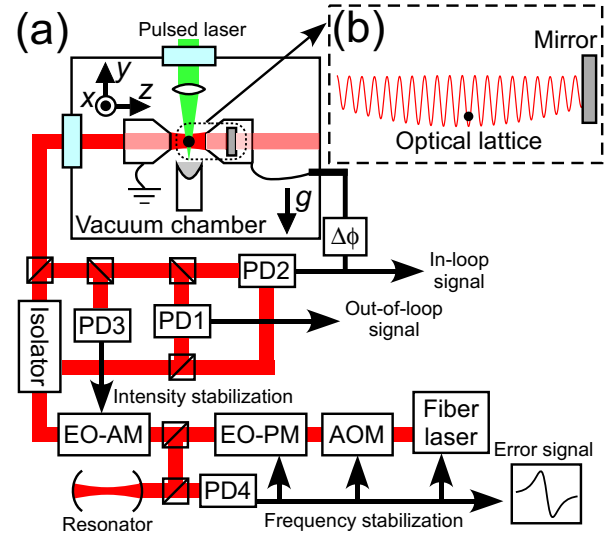 (a)
Pulsed laser
(b)
Mirror
y
x
z
Optical lattice
g
Vacuum chamber
Δϕ
PD2
In-loop
signal
Isolator
PD3
PD1
Out-of-loop
signal
Intensity stabilization
EO-AM
EO-PM
AOM
Fiber
laser
Error signal
PD4
Resonator
Frequency stabilization